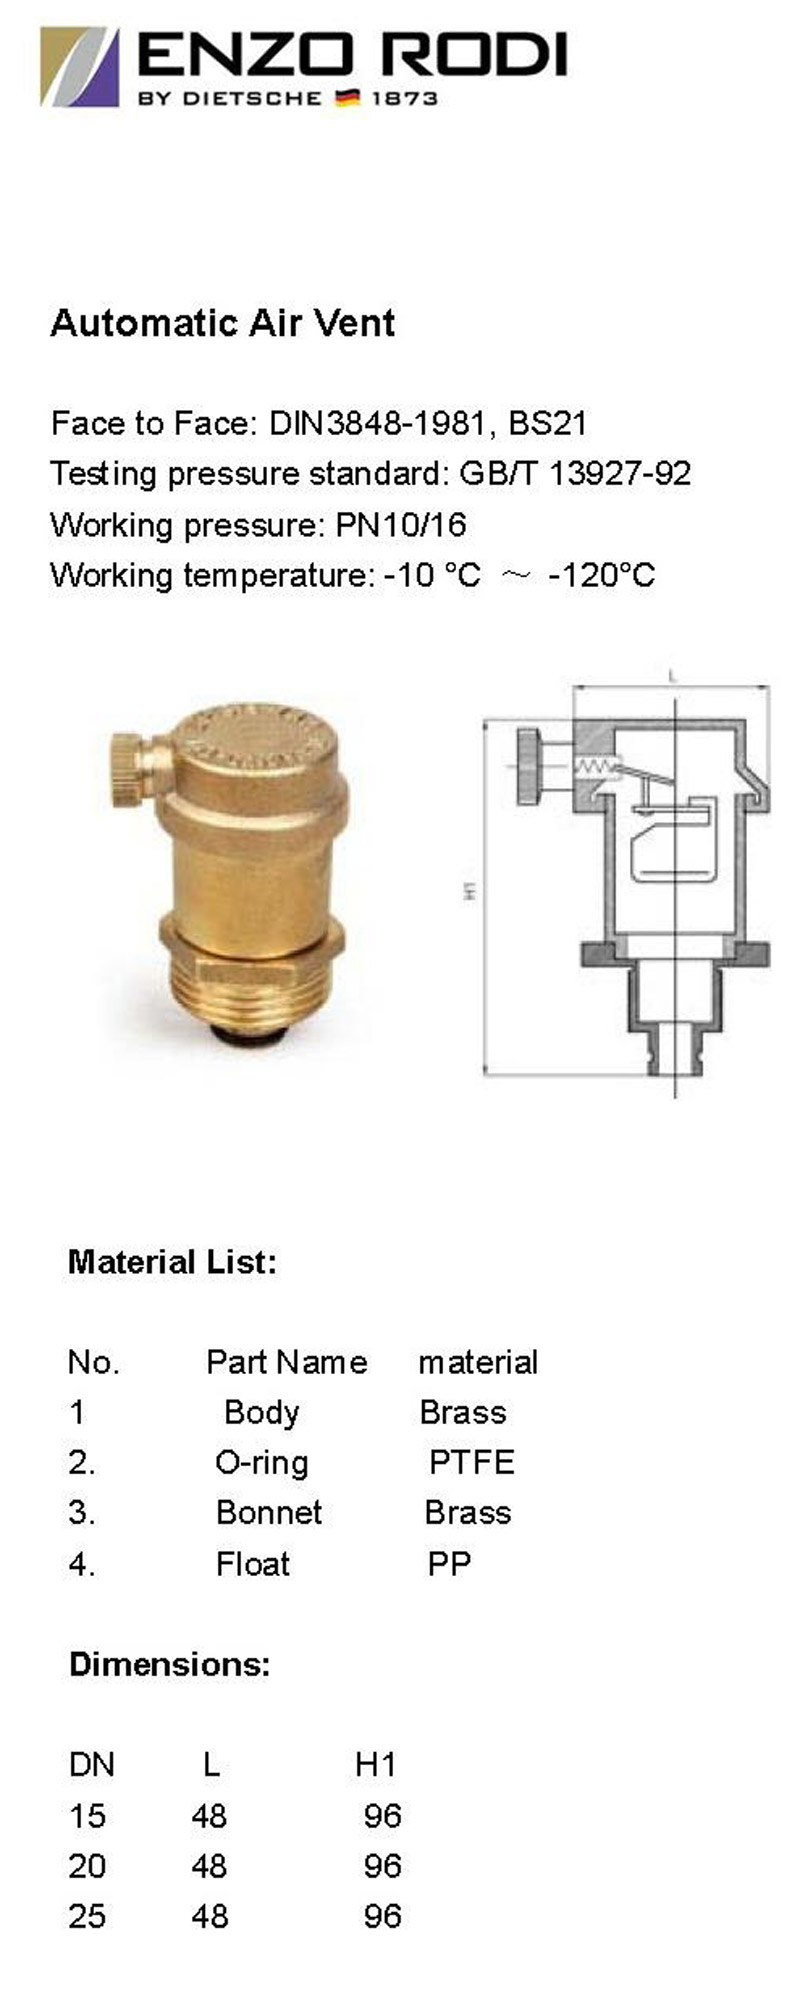 ENZO RODI
BY DIETSCHE 1873
Automatic Air Vent
Face to Face: DIN3848-1981, BS21
Testing pressure standard: GB/T 13927-92
Working pressure: PN10/16
Working temperature: -10 °C ～ -120°C
L
H1
Material List:
No. Part Name material
1 Body Brass
2. O-ring PTFE
3. Bonnet Brass
4. Float PP
Dimensions:
DN L H1
15 48 96
20 48 96
25 48 96